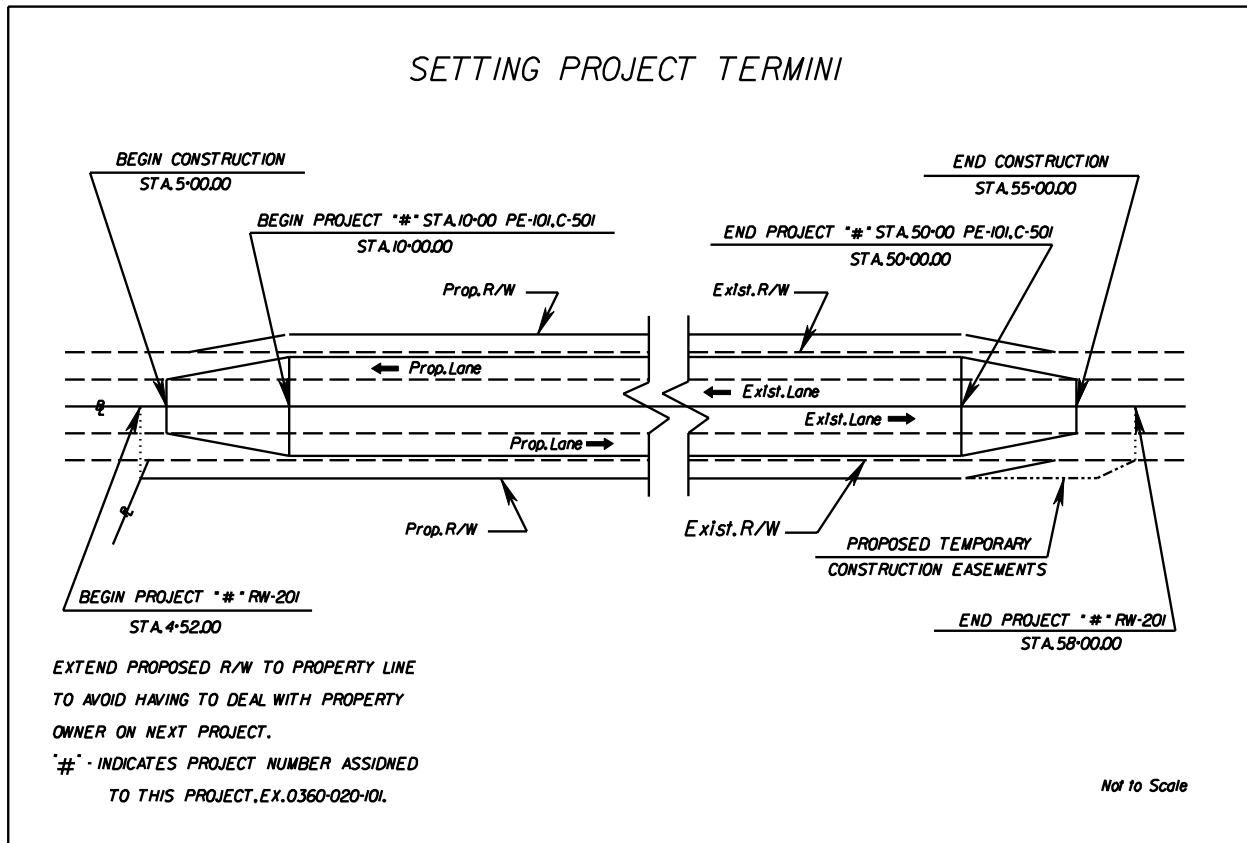 SETTING PROJECT TERMINI
BEGIN CONSTRUCTION
STA. 5+00.00
END CONSTRUCTION
STA. 55+00.00
BEGIN PROJECT "#" STA. 10+00 PE-101, C-501
STA. 10+00.00
END PROJECT "#" STA. 50+00 PE-101, C-501
STA. 50+00.00
Prop. R/W
Exist. R/W
Prop. Lane
Exist. Lane
Exist. Lane
Prop. Lane
Prop. R/W
Exist. R/W
PROPOSED TEMPORARY
CONSTRUCTION EASEMENTS
BEGIN PROJECT "#" RW-201
STA. 4+52.00
END PROJECT "#" RW-201
STA. 58+00.00
EXTEND PROPOSED R/W TO PROPERTY LINE
TO AVOID HAVING TO DEAL WITH PROPERTY
OWNER ON NEXT PROJECT.
"#" - INDICATES PROJECT NUMBER ASSIDNED
TO THIS PROJECT, EX. 0360-020-101.
Not to Scale